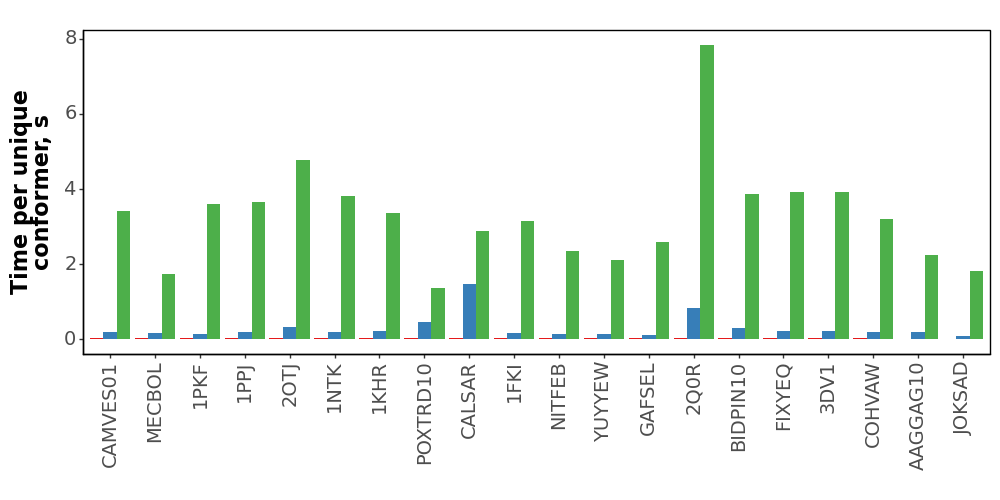 Time per unique
conformer, s
8
6
4
2
0
CAMVES01
MECBOL
1PKF
1PPJ
2OTJ
1NTK
1KHR
POXTRD10
CALSAR
1FKI
NITFEB
YUYYEW
GAFSEL
2Q0R
BIDPIN10
FIXYEQ
3DV1
COHVAW
AAGGAG10
JOKSAD